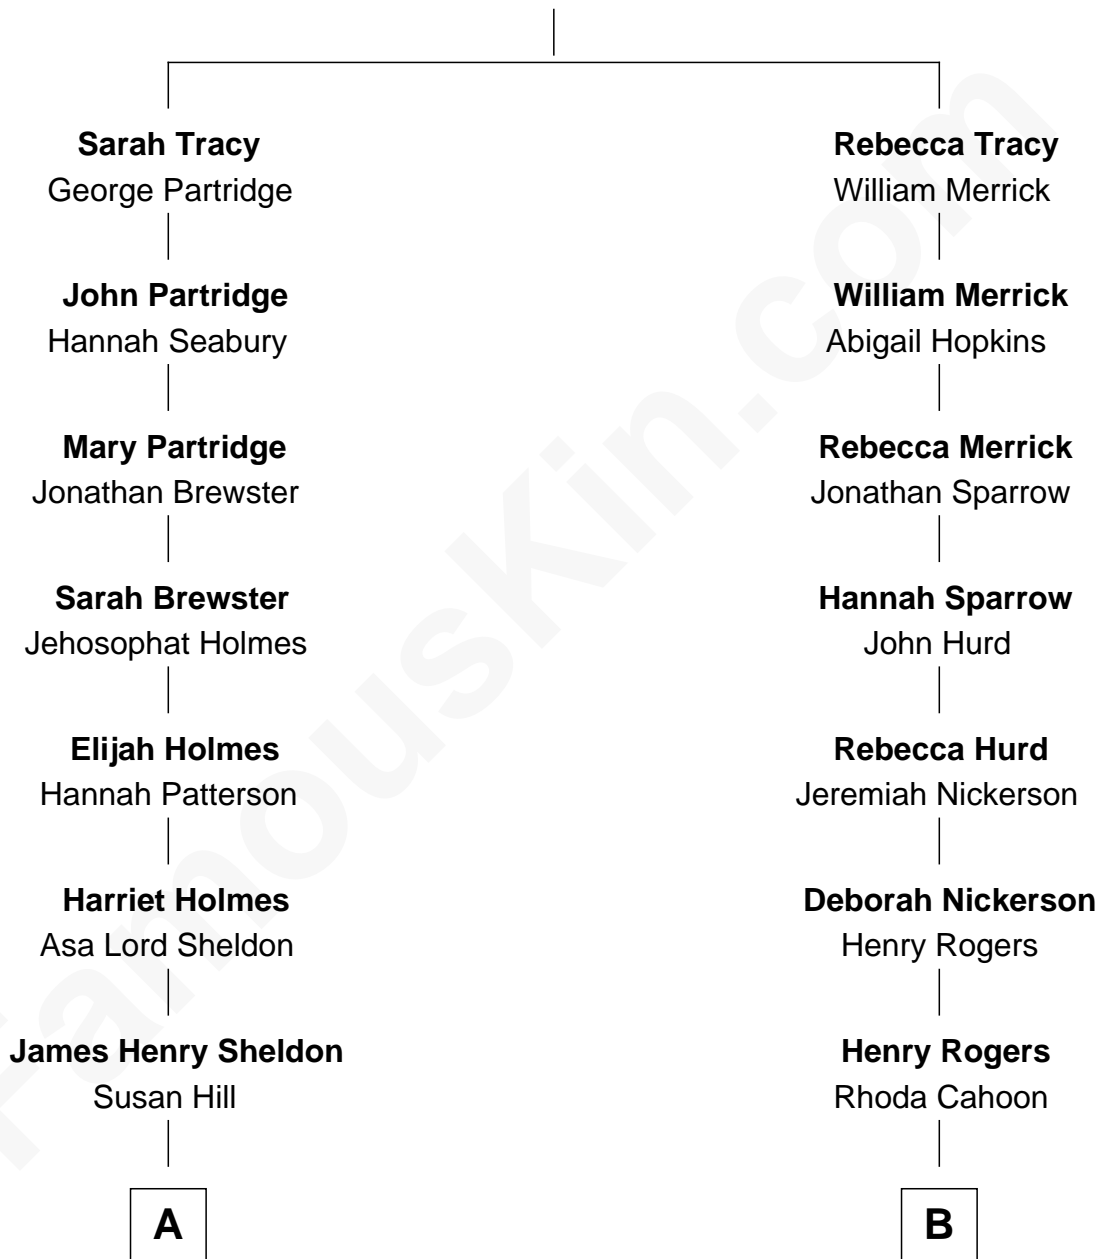 Sarah Tracy
George Partridge
John Partridge
Hannah Seabury
Mary Partridge
Jonathan Brewster
Sarah Brewster
Jehosophat Holmes
Elijah Holmes
Hannah Patterson
Harriet Holmes
Asa Lord Sheldon
James Henry Sheldon
Susan Hill
A
Rebecca Tracy
William Merrick
William Merrick
Abigail Hopkins
Rebecca Merrick
Jonathan Sparrow
Hannah Sparrow
John Hurd
Rebecca Hurd
Jeremiah Nickerson
Deborah Nickerson
Henry Rogers
Henry Rogers
Rhoda Cahoon
B
FamousKin.com